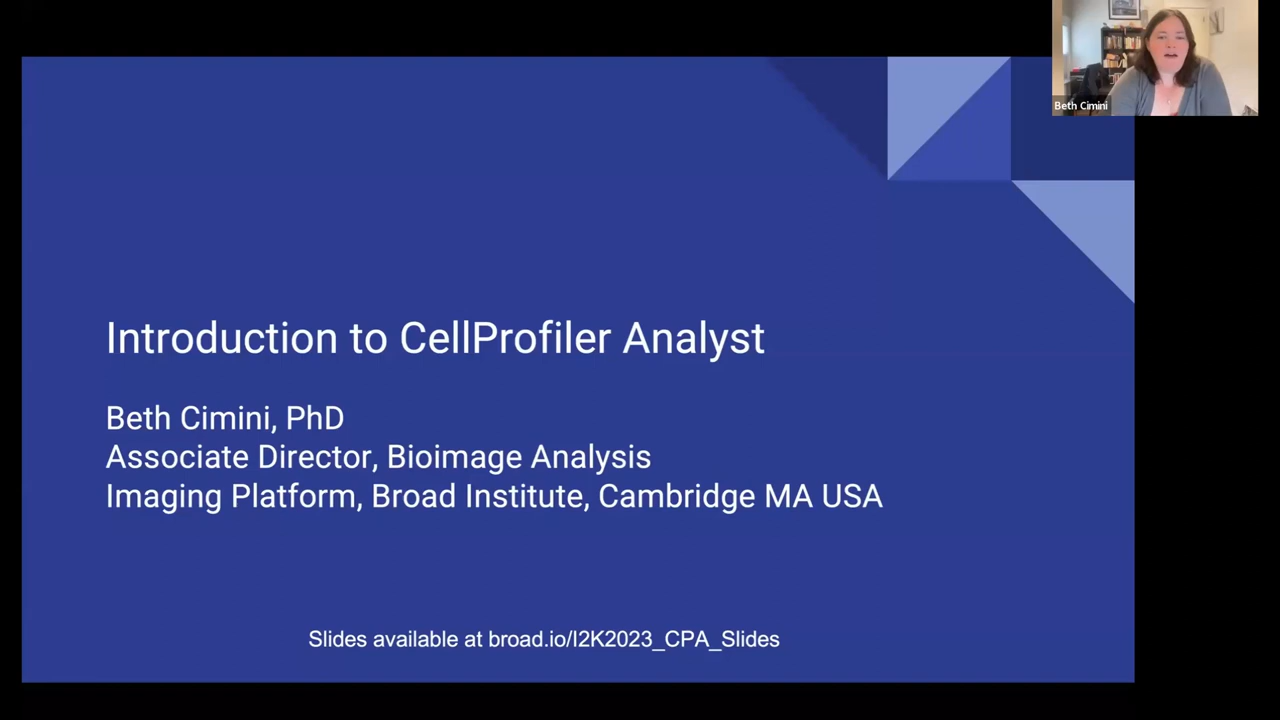 Beth Cimini
Introduction to CellProfiler Analyst
Beth Cimini, PhD
Associate Director, Bioimage Analysis
Imaging Platform, Broad Institute, Cambridge MA USA
Slides available at broad.io/I2K2023_CPA_Slides